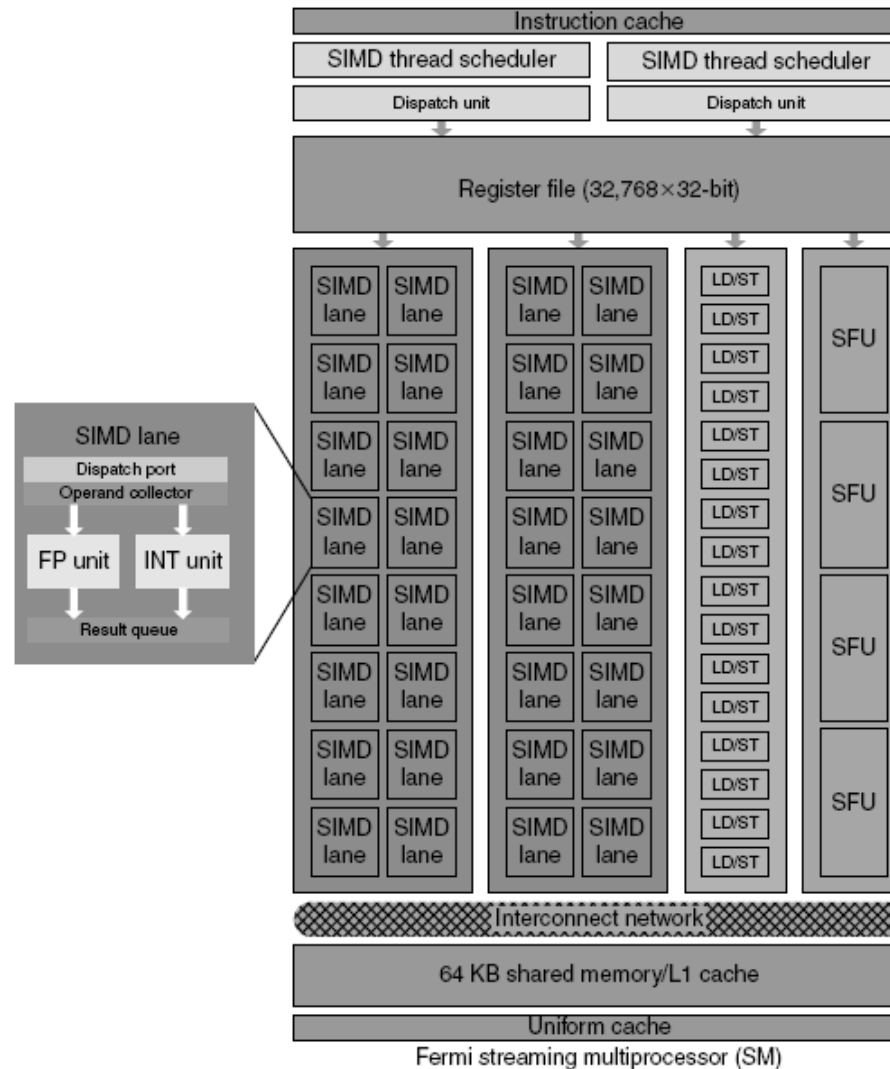 Instruction cache
SIMD thread scheduler
SIMD thread scheduler
Dispatch unit
Dispatch unit
Register file (32,768×32-bit)
SIMD lane
SIMD lane
SIMD lane
SIMD lane
LD/ST
LD/ST
SFU
SIMD lane
SIMD lane
SIMD lane
SIMD lane
LD/ST
LD/ST
SIMD lane
SIMD lane
SIMD lane
SIMD lane
LD/ST
LD/ST
SFU
SIMD lane
SIMD lane
SIMD lane
SIMD lane
LD/ST
LD/ST
SIMD lane
SIMD lane
SIMD lane
SIMD lane
LD/ST
LD/ST
SFU
SIMD lane
SIMD lane
SIMD lane
SIMD lane
LD/ST
LD/ST
SIMD lane
SIMD lane
SIMD lane
SIMD lane
LD/ST
LD/ST
SFU
SIMD lane
SIMD lane
SIMD lane
SIMD lane
LD/ST
LD/ST
SIMD lane
Dispatch port
Operand collector
FP unit
INT unit
Result queue
Interconnect network
64 KB shared memory/L1 cache
Uniform cache
Fermi streaming multiprocessor (SM)